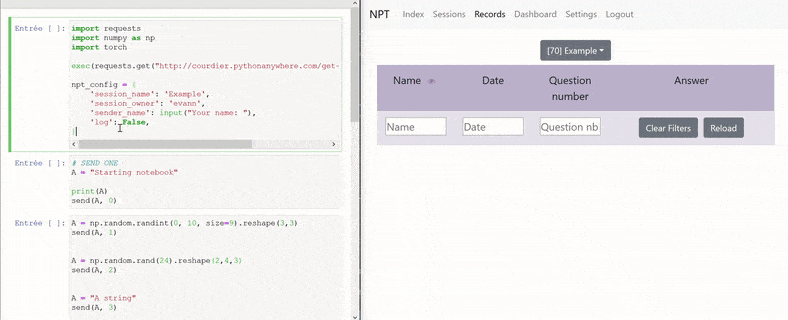 Entrée [ ]: import requests
import numpy as np
import torch
exec(requests.get("http://courdier.pythonanywhere.com/get-
npt_config = {
'session_name': 'Example',
'session_owner': 'evann',
'sender_name': input("Your name: "),
'log': False,
}
Entrée [ ]: # SEND ONE
A = "Starting notebook"
print(A)
send(A, 0)
Entrée [ ]: A = np.random.randint(0, 10, size=9).reshape(3,3)
send(A, 1)
A = np.random.rand(24).reshape(2,4,3)
send(A, 2)
A = "A string"
send(A, 3)
NPT Index Sessions Records Dashboard Settings Logout
[70] Example
Name Date Question number Answer
Name Date Question nb Clear Filters Reload